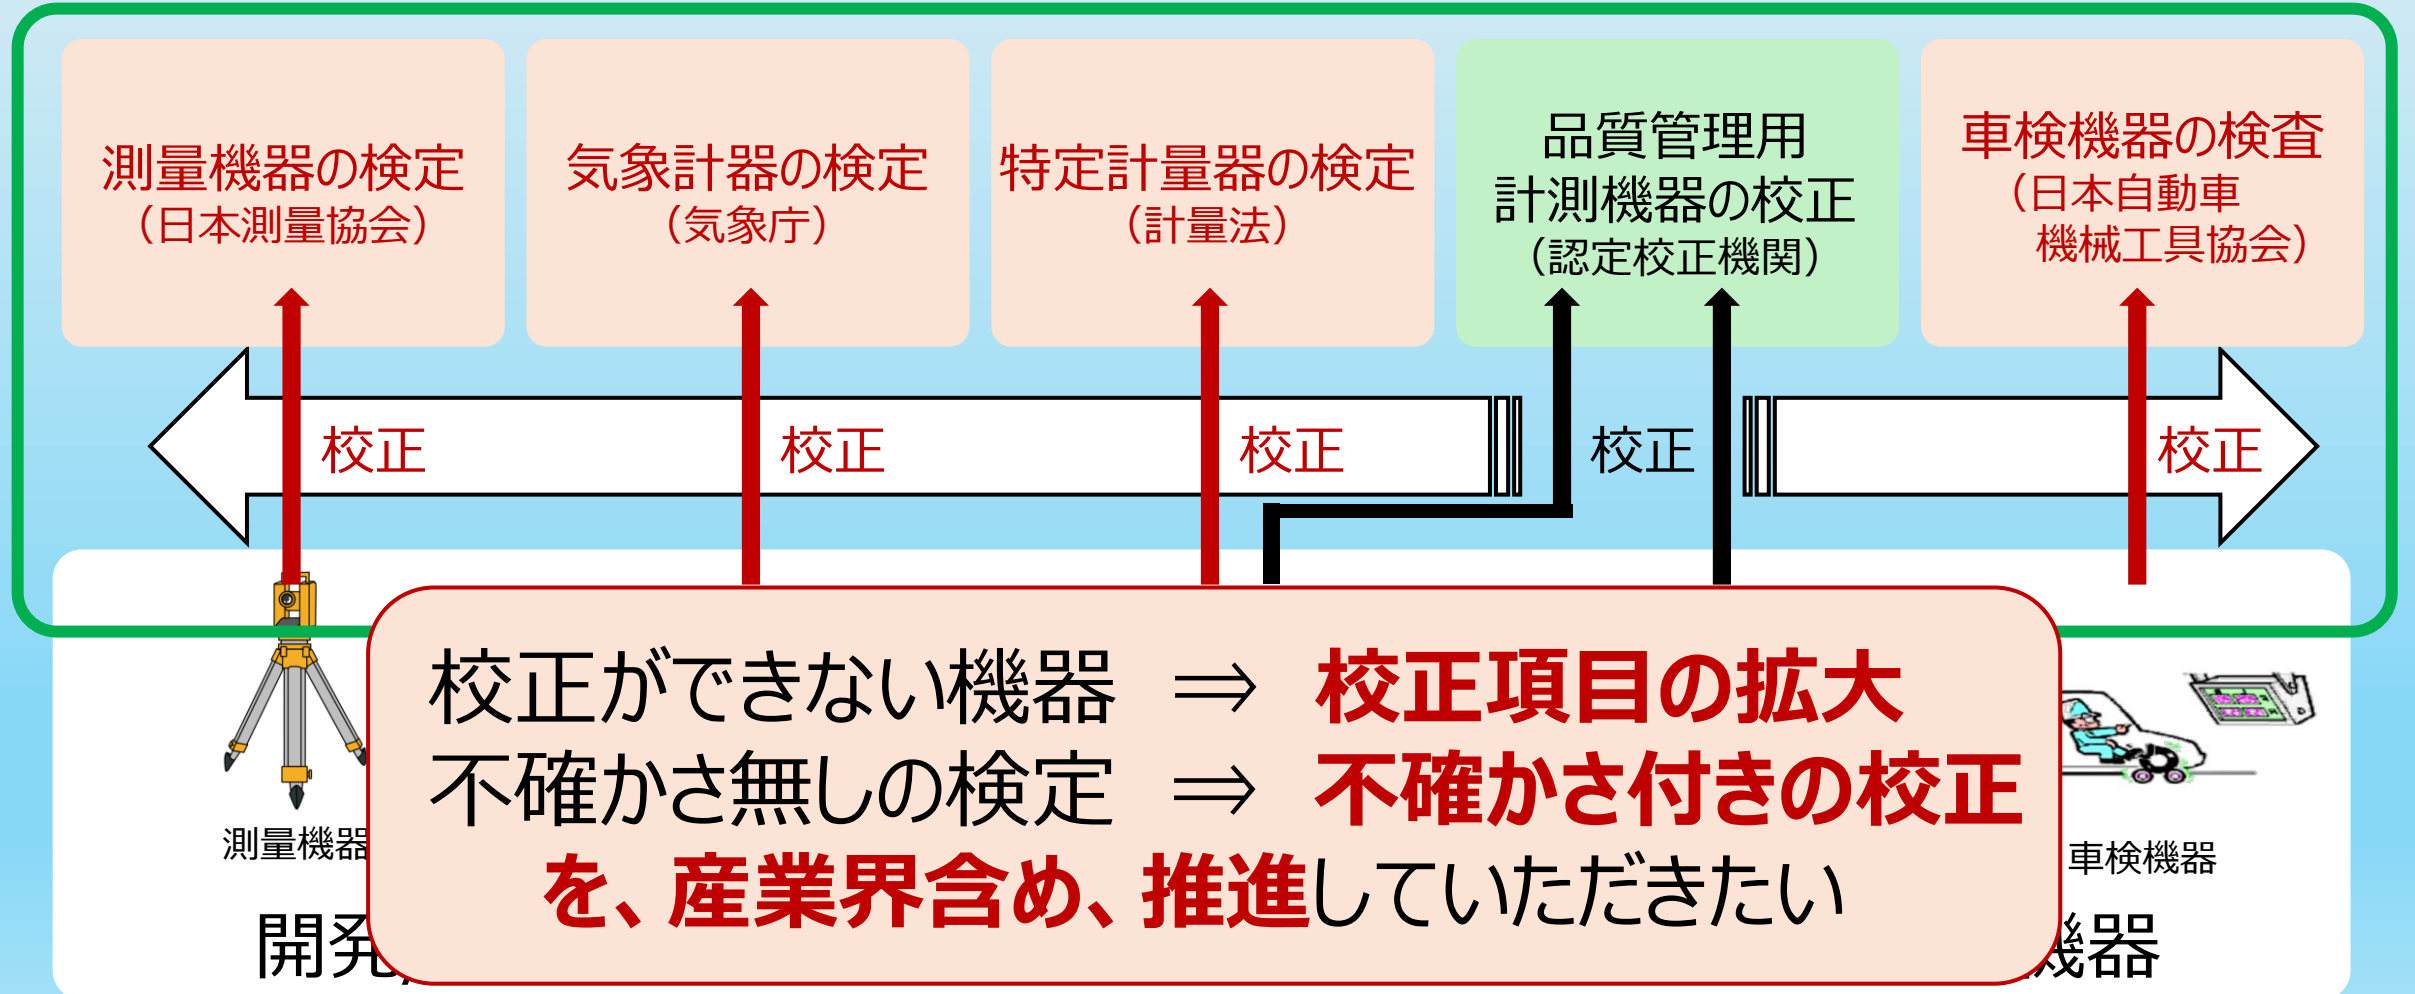 測量機器の検定
（日本測量協会）
気象計器の検定
（気象庁）
特定計量器の検定
（計量法）
品質管理用
計測機器の校正
（認定校正機関）
車検機器の検査
（日本自動車
機械工具協会）
校正
校正
校正
校正
校正
校正ができない機器 ⇒ 校正項目の拡大
不確かさ無しの検定 ⇒ 不確かさ付きの校正
を、産業界含め、推進していただきたい
測量機器
車検機器
開発
機器